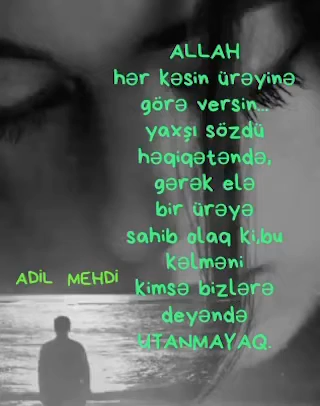 ALLAH
hər kəsin ürəyinə
görə versin...
yaxşı sözdü
həqiqətəndə,
gərək elə
bir ürəyə
sahib olaq ki,bu
kəlməni
kimsə bizlərə
deyəndə
UTANMAYAQ.
ADİL MEHDİ